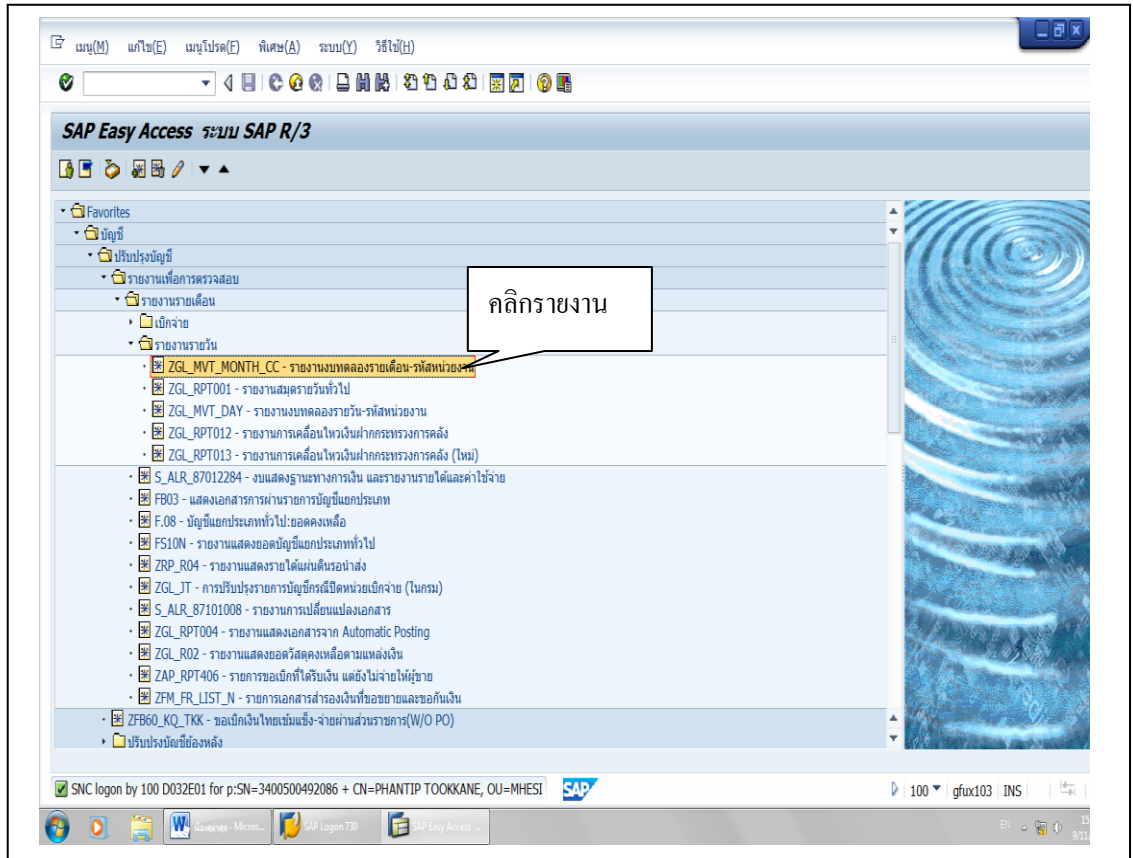 เมนู(M) แก้ไข(E) เมนูโปรด(F) พิเศษ(A) ระบบ(Y) วิธีใช้(H)
SAP Easy Access ระบบ SAP R/3
Favorites
บัญชี
ปรับปรุงบัญชี
รายงานเพื่อการตรวจสอบ
รายงานรายเดือน
คลิกรายงาน
เบิกจ่าย
รายงานรายวัน
ZGL_MVT_MONTH_CC - รายงานงบทดลองรายเดือน-รหัสหน่วยงาน
ZGL_RPT001 - รายงานสมุดรายวันทั่วไป
ZGL_MVT_DAY - รายงานงบทดลองรายวัน-รหัสหน่วยงาน
ZGL_RPT012 - รายงานการเคลื่อนไหวเงินฝากกระทรวงการคลัง
ZGL_RPT013 - รายงานการเคลื่อนไหวเงินฝากกระทรวงการคลัง (ใหม่)
S_ALR_87012284 - งบแสดงฐานะทางการเงิน และรายงานรายได้และค่าใช้จ่าย
FB03 - แสดงเอกสารการผ่านรายการบัญชีแยกประเภท
F.08 - บัญชีแยกประเภททั่วไป:ยอดคงเหลือ
FS10N - รายงานแสดงยอดบัญชีแยกประเภททั่วไป
ZRP_R04 - รายงานแสดงรายได้แผ่นดินรอนำส่ง
ZGL_JT - การปรับปรุงรายการบัญชีกรณีปิดหน่วยเบิกจ่าย (ในกรม)
S_ALR_87101008 - รายงานการเปลี่ยนแปลงเอกสาร
ZGL_RPT004 - รายงานแสดงเอกสารจาก Automatic Posting
ZGL_R02 - รายงานแสดงยอดวัสดุคงเหลือตามแหล่งเงิน
ZAP_RPT406 - รายการขอเบิกที่ได้รับเงิน แต่ยังไม่จ่ายให้ผู้ขาย
ZFM_FR_LIST_N - รายการเอกสารสำรองเงินที่ขอขยายและขอกันเงิน
ZFB60_KQ_TKK - ขอเบิกเงินไทยเข้มแข็ง-จ่ายผ่านส่วนราชการ(W/O PO)
ปรับปรุงบัญชีย้องหลัง
SNC logon by 100 D032E01 for p:SN=3400500492086 + CN=PHANTIP TOOKKANE, OU=MHESI SAP 100 gfux103 INS
- Micros... SAP Logon 730 SAP Easy Access ... EN 15
9/11/